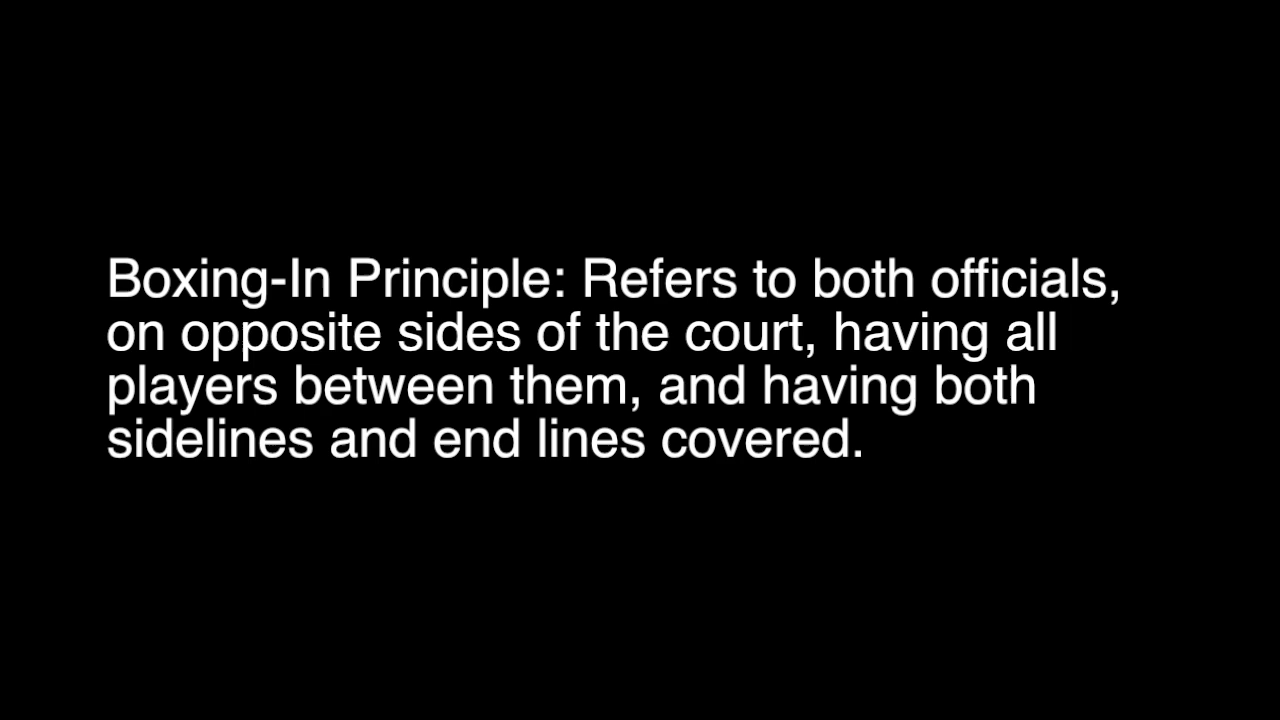 Boxing-In Principle: Refers to both officials,
on opposite sides of the court, having all
players between them, and having both
sidelines and end lines covered.